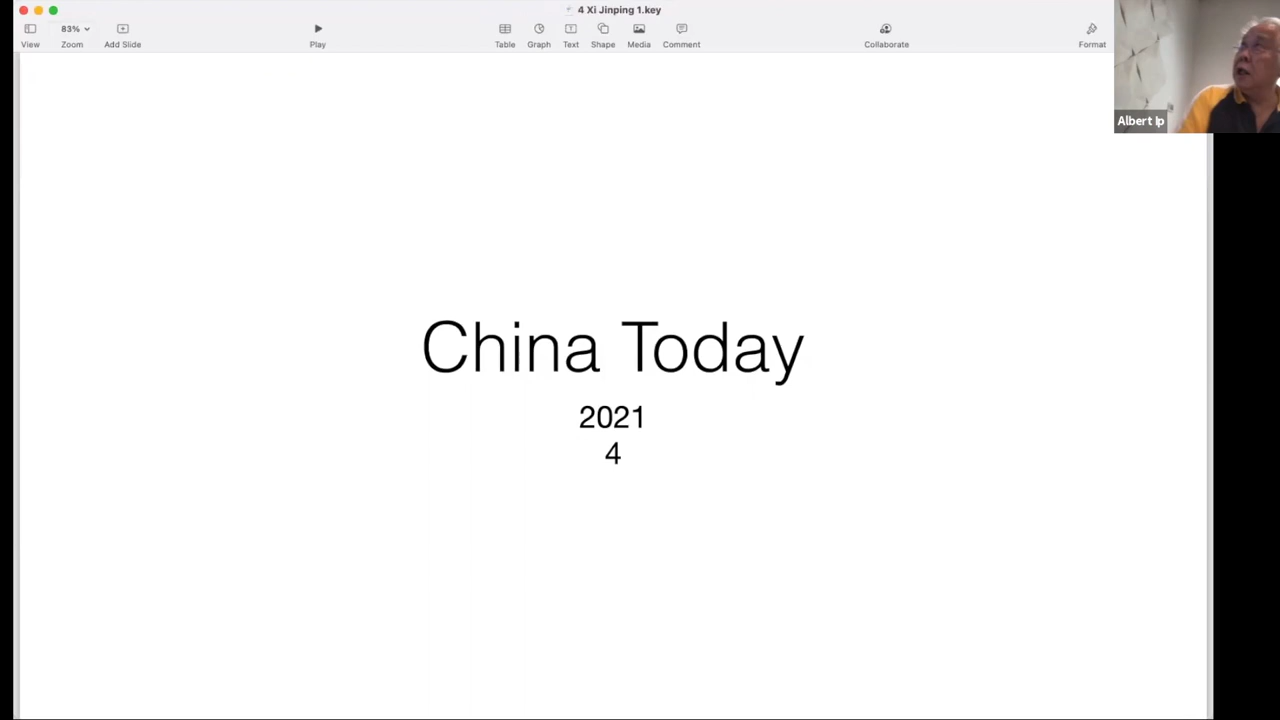 4 Xi Jinping 1.key
83%
View
Zoom
Add Slide
Play
Table
Graph
Text
Shape
Media
Comment
Collaborate
Format
Albert Ip
China Today
2021
4